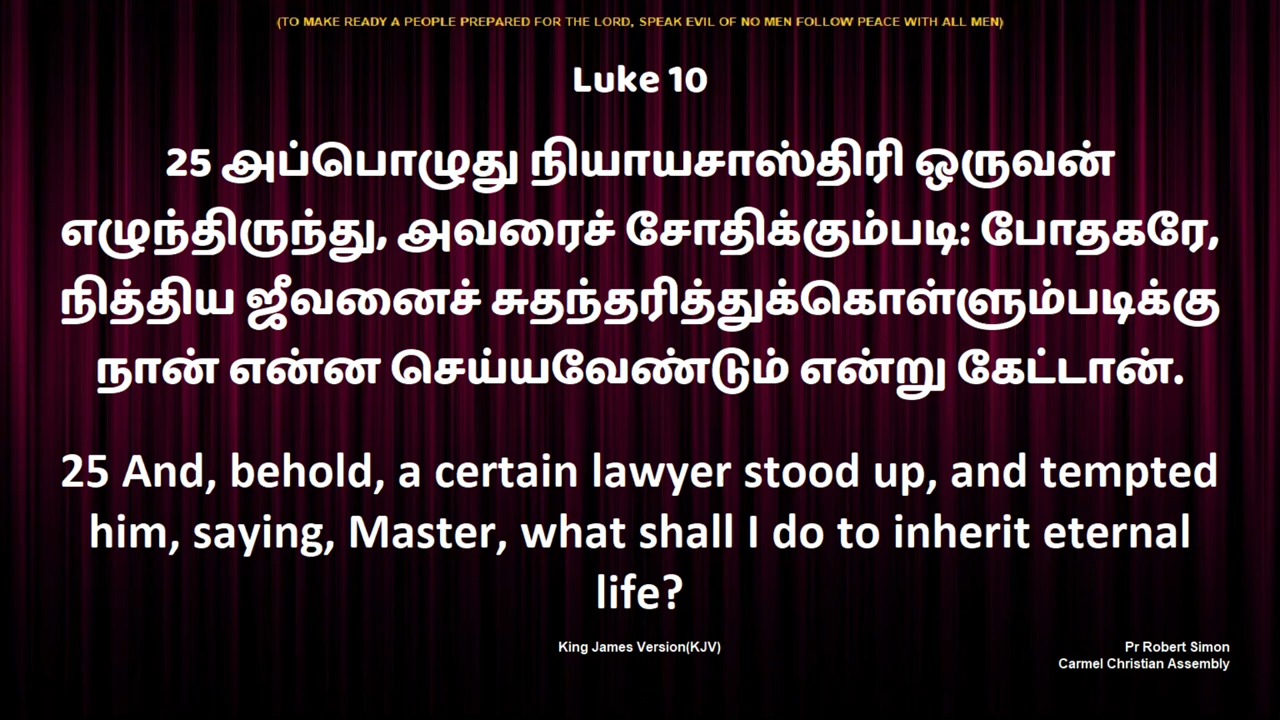 (TO MAKE READY A PEOPLE PREPARED FOR THE LORD, SPEAK EVIL OF NO MEN FOLLOW PEACE WITH ALL MEN)
Luke 10
25 அப்பொழுது நியாயசாஸ்திரி ஒருவன்
எழுந்திருந்து, அவரைச் சோதிக்கும்படி: போதகரே,
நித்திய ஜீவனைச் சுதந்தரித்துக்கொள்ளும்படிக்கு
நான் என்ன செய்யவேண்டும் என்று கேட்டான்.
25 And, behold, a certain lawyer stood up, and tempted
him, saying, Master, what shall I do to inherit eternal
life?
King James Version(KJV)
Pr Robert Simon
Carmel Christian Assembly